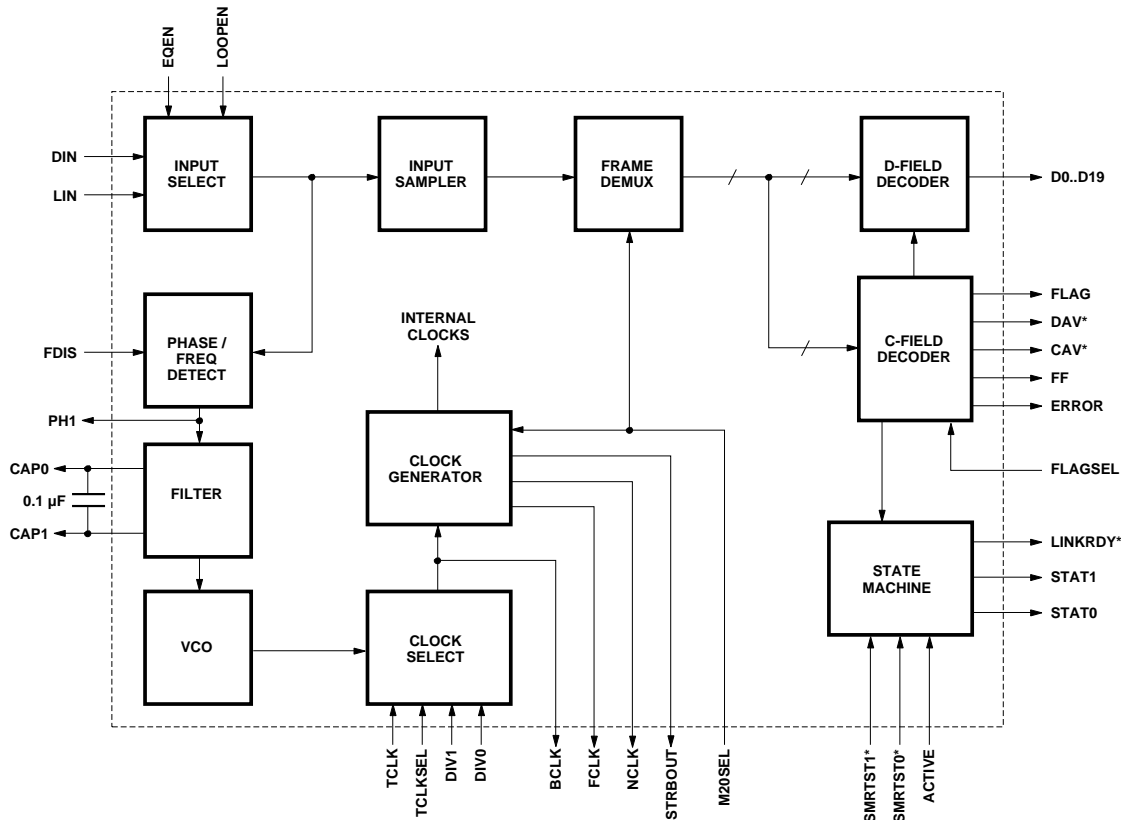 EQEN
LOOPEN
DIN
LIN
INPUT
SELECT
INPUT
SAMPLER
FRAME
DEMUX
D-FIELD
DECODER
D0..D19
FDIS
PHASE /
FREQ
DETECT
INTERNAL
CLOCKS
C-FIELD
DECODER
FLAG
DAV*
CAV*
FF
ERROR
FLAGSEL
PH1
CAP0
0.1 µF
CAP1
FILTER
CLOCK
GENERATOR
STATE
MACHINE
LINKRDY*
STAT1
STAT0
VCO
CLOCK
SELECT
TCLK
TCLKSEL
DIV1
DIV0
BCLK
FCLK
NCLK
STRBOUT
M20SEL
SMRTST1*
SMRTST0*
ACTIVE